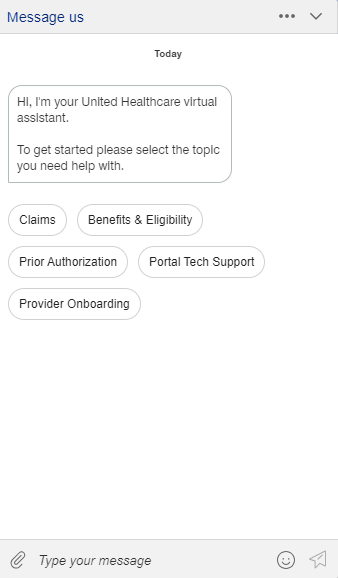 Message us
Today
Hi, I'm your United Healthcare virtual
assistant.
To get started please select the topic
you need help with.
Claims
Benefits & Eligibility
Prior Authorization
Portal Tech Support
Provider Onboarding
Type your message